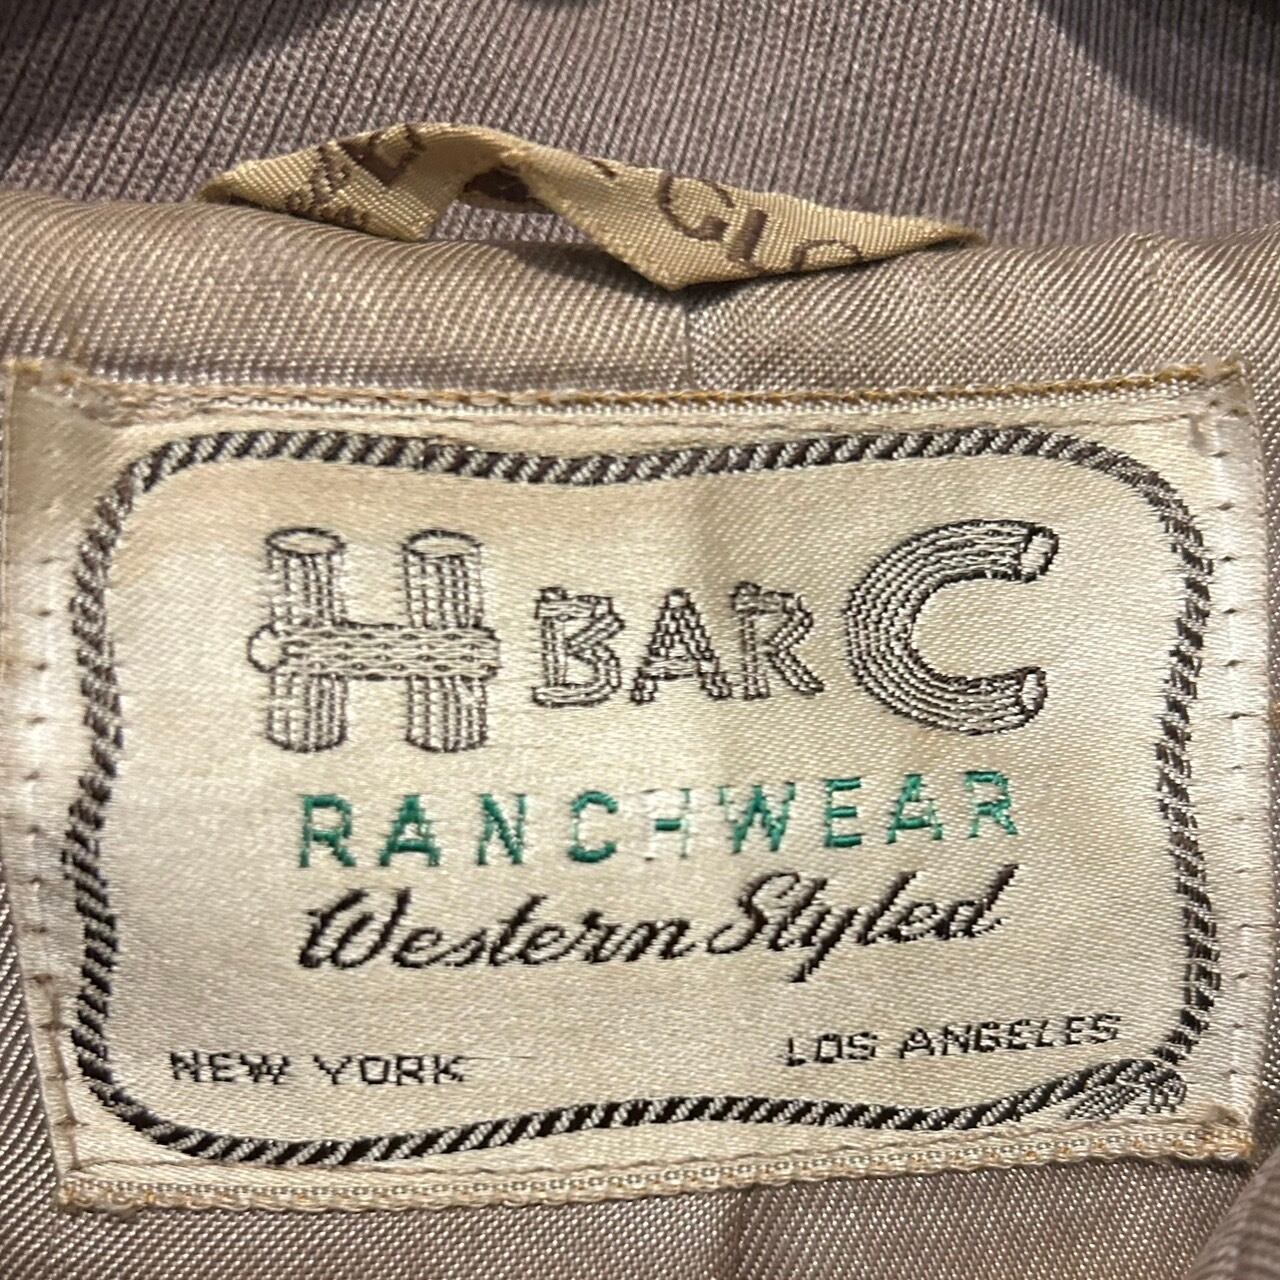 H BAR C
RANCHWEAR
Western Styled
NEW YORK
LOS ANGELES